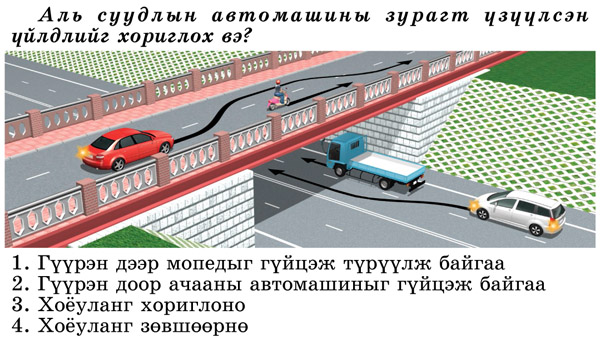 Аль суудлын автомашины зурагт үзүүлсэн
үйлдлийг хориглох вэ?
1. Гүүрэн дээр мопедыг гүйцэж түрүүлж байгаа
2. Гүүрэн доор ачааны автомашиныг гүйцэж байгаа
3. Хоёуланг хориглоно
4. Хоёуланг зөвшөөрнө